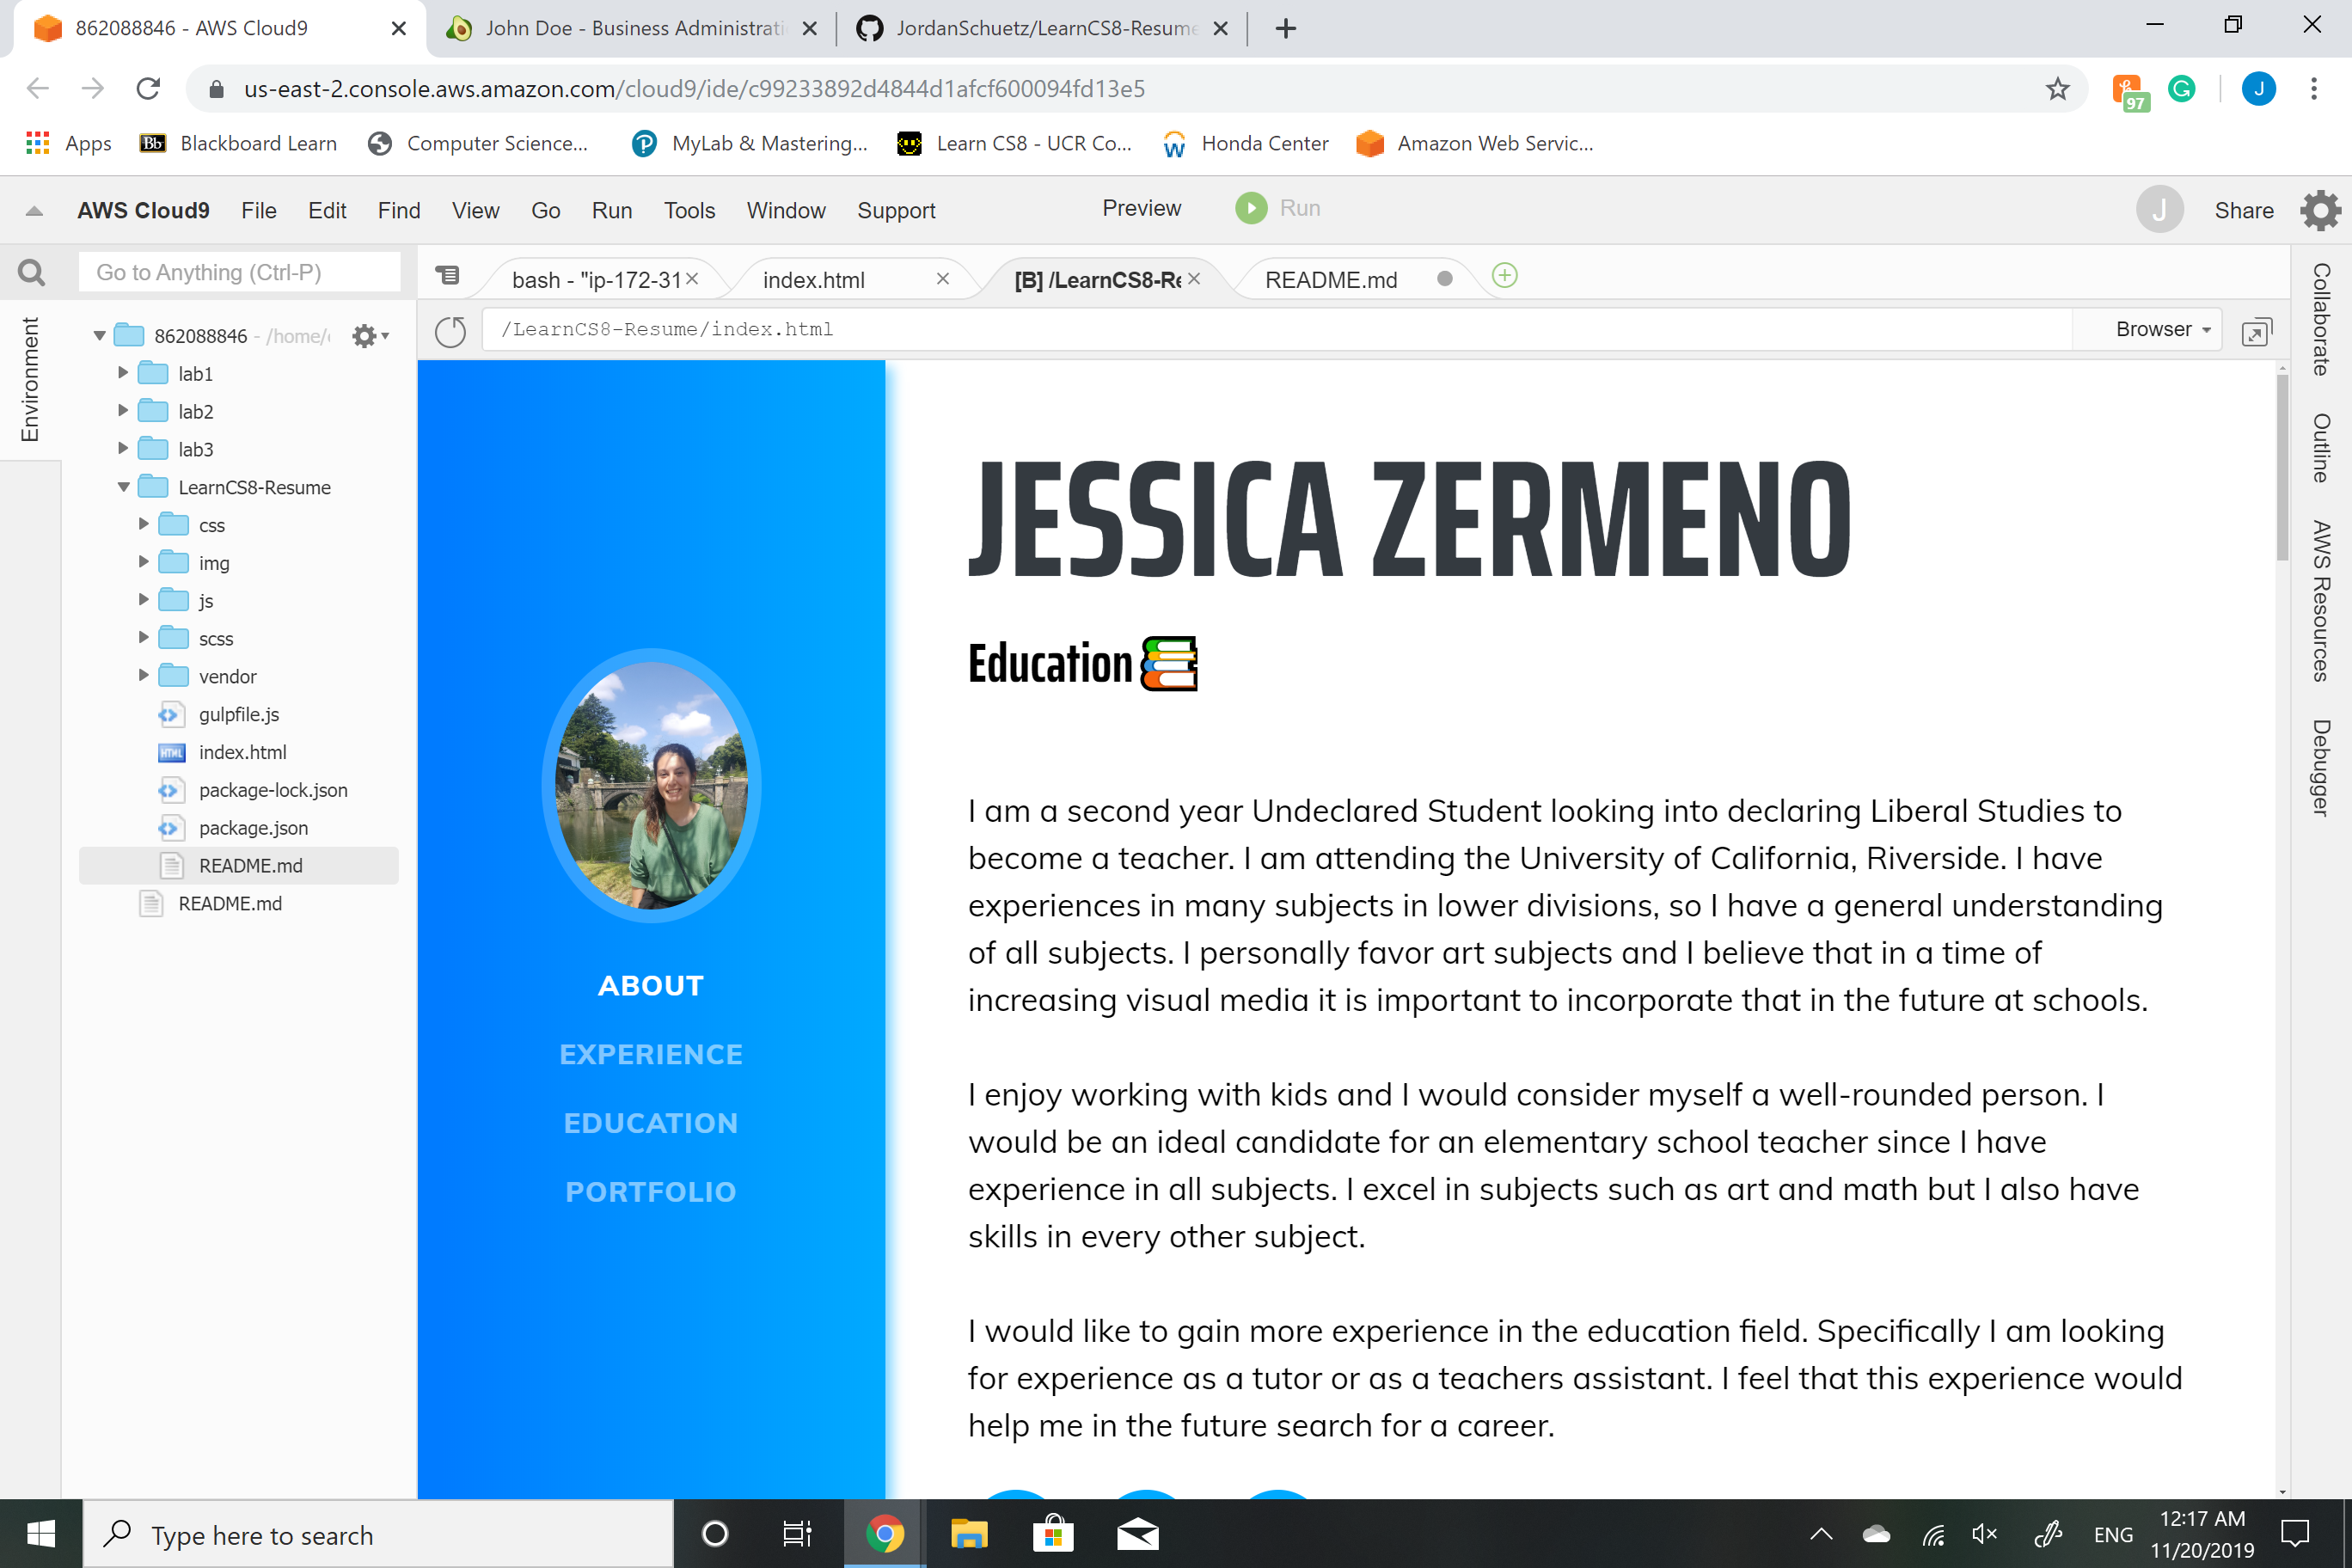 862088846 - AWS Cloud9
John Doe - Business Administrati
JordanSchuetz/LearnCS8-Resume
us-east-2.console.aws.amazon.com/cloud9/ide/c99233892d4844d1afcf600094fd13e5
97
J
Apps
Bb Blackboard Learn
Computer Science...
MyLab & Mastering...
Learn CS8 - UCR Co...
Honda Center
Amazon Web Servic...
AWS Cloud9 File Edit Find View Go Run Tools Window Support
Preview
Run
J
Share
Go to Anything (Ctrl-P)
bash - "ip-172-31
index.html
[B] /LearnCS8-Re
README.md
/LearnCS8-Resume/index.html
Browser
Environment
862088846 - /home/
lab1
lab2
lab3
LearnCS8-Resume
css
img
js
scss
vendor
gulpfile.js
HTML index.html
package-lock.json
package.json
README.md
README.md
ABOUT
EXPERIENCE
EDUCATION
PORTFOLIO
JESSICA ZERMENO
Education
I am a second year Undeclared Student looking into declaring Liberal Studies to
become a teacher. I am attending the University of California, Riverside. I have
experiences in many subjects in lower divisions, so I have a general understanding
of all subjects. I personally favor art subjects and I believe that in a time of
increasing visual media it is important to incorporate that in the future at schools.
I enjoy working with kids and I would consider myself a well-rounded person. I
would be an ideal candidate for an elementary school teacher since I have
experience in all subjects. I excel in subjects such as art and math but I also have
skills in every other subject.
I would like to gain more experience in the education field. Specifically I am looking
for experience as a tutor or as a teachers assistant. I feel that this experience would
help me in the future search for a career.
Collaborate
Outline
AWS Resources
Debugger
Type here to search
ENG
12:17 AM
11/20/2019